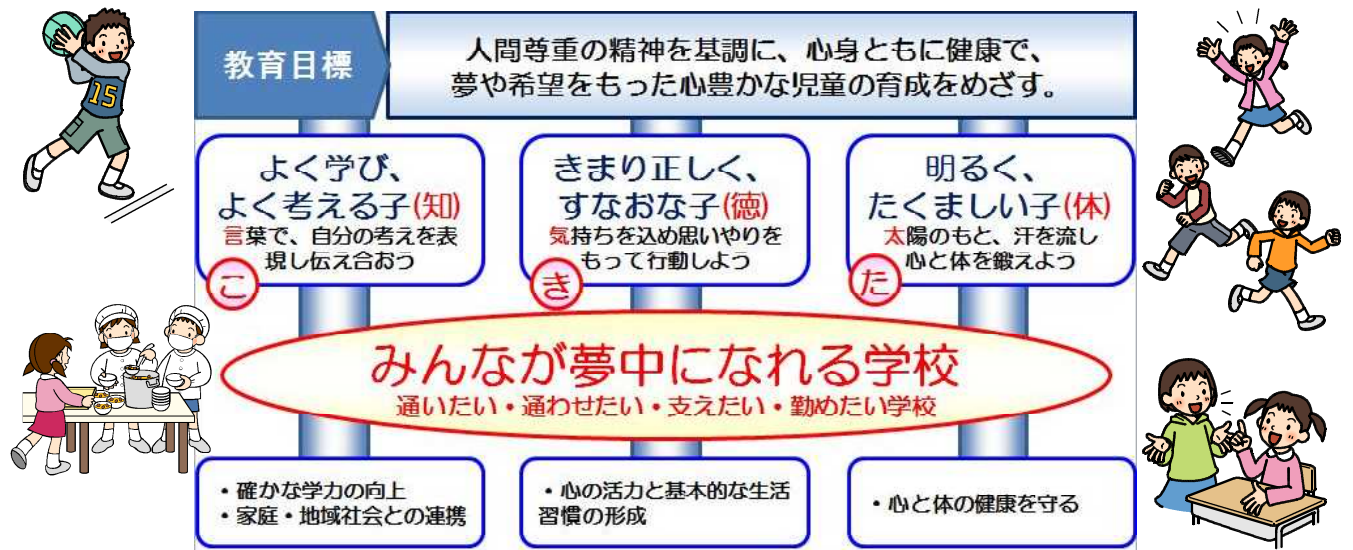 教育目標
人間尊重の精神を基調に、心身ともに健康で、
夢や希望をもった心豊かな児童の育成をめざす。
よく学び、
よく考える子(知)
言葉で、自分の考えを表
現し伝え合おう
こ
きまり正しく、
すなおな子(徳)
気持ちを込め思いやりを
もって行動しよう
き
明るく、
たくましい子(体)
太陽のもと、汗を流し
心と体を鍛えよう
た
みんなが夢中になれる学校
通いたい・通わせたい・支えたい・勤めたい学校
・確かな学力の向上
・家庭・地域社会との連携
・心の活力と基本的な生活
習慣の形成
・心と体の健康を守る
15